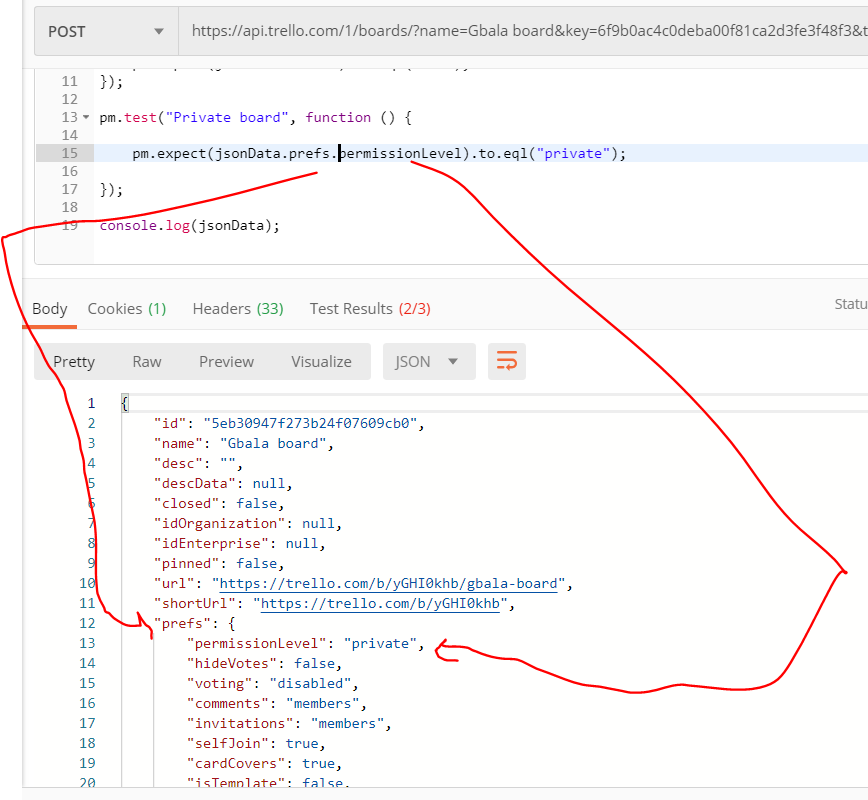 POST https://api.trello.com/1/boards/?name=Gbala board&key=6f9b0ac4c0deba00f81ca2d3fe3f48f3&t
11 });
12
13 pm.test("Private board", function () {
14
15 pm.expect(jsonData.prefs.permissionLevel).to.eql("private");
16
17 });
18
19 console.log(jsonData);
Body Cookies (1) Headers (33) Test Results (2/3) Statu
Pretty Raw Preview Visualize JSON
1 {
2 "id": "5eb30947f273b24f07609cb0",
3 "name": "Gbala board",
4 "desc": "",
5 "descData": null,
6 "closed": false,
7 "idOrganization": null,
8 "idEnterprise": null,
9 "pinned": false,
10 "url": "https://trello.com/b/yGHI0khb/gbala-board",
11 "shortUrl": "https://trello.com/b/yGHI0khb",
12 "prefs": {
13 "permissionLevel": "private",
14 "hideVotes": false,
15 "voting": "disabled",
16 "comments": "members",
17 "invitations": "members",
18 "selfJoin": true,
19 "cardCovers": true,
20 "isTemplate": false,